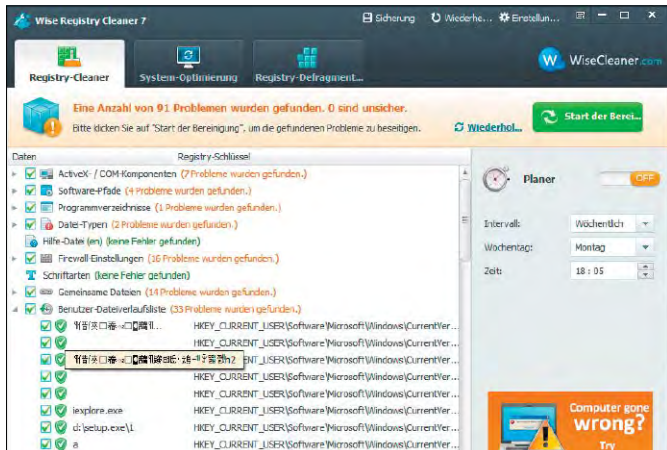 Wise Registry Cleaner 7
Sicherung
Wiederhe...
Einstellun...
Registry-Cleaner
System-Optimierung
Registry-Defragment...
W
WiseCleaner.com
Eine Anzahl von 91 Problemen wurden gefunden. 0 sind unsicher.
Bitte klicken Sie auf "Start der Bereinigung", um die gefundenen Probleme zu beseitigen.
Wiederhol...
Start der Berei...
Daten
Registry-Schlüssel
ActiveX- / COM-Komponenten (7 Probleme wurden gefunden.)
Software-Pfade (4 Probleme wurden gefunden.)
Programmverzeichnisse (1 Probleme wurden gefunden.)
Datei-Typen (2 Probleme wurden gefunden.)
Hilfe-Datei (en) (keine Fehler gefunden)
Firewall-Einstellungen (16 Probleme wurden gefunden.)
Schriftarten (keine Fehler gefunden)
Gemeinsame Dateien (14 Probleme wurden gefunden.)
Benutzer-Dateiverlaufsliste (33 Probleme wurden gefunden.)
HKEY_CURRENT_USER\Software\Microsoft\Windows\CurrentVer...
HKEY_CURRENT_USER\Software\Microsoft\Windows\CurrentVer...
HKEY_CURRENT_USER\Software\Microsoft\Windows\CurrentVer...
HKEY_CURRENT_USER\Software\Microsoft\Windows\CurrentVer...
HKEY_CURRENT_USER\Software\Microsoft\Windows\CurrentVer...
iexplore.exe HKEY_CURRENT_USER\Software\Microsoft\Windows\CurrentVer...
d:\setup.exe\1 HKEY_CURRENT_USER\Software\Microsoft\Windows\CurrentVer...
a HKEY_CURRENT_USER\Software\Microsoft\Windows\CurrentVer...
Planer
OFF
Intervall:
Wöchentlich
Wochentag:
Montag
Zeit:
18 : 05
Computer gone
wrong?
Try